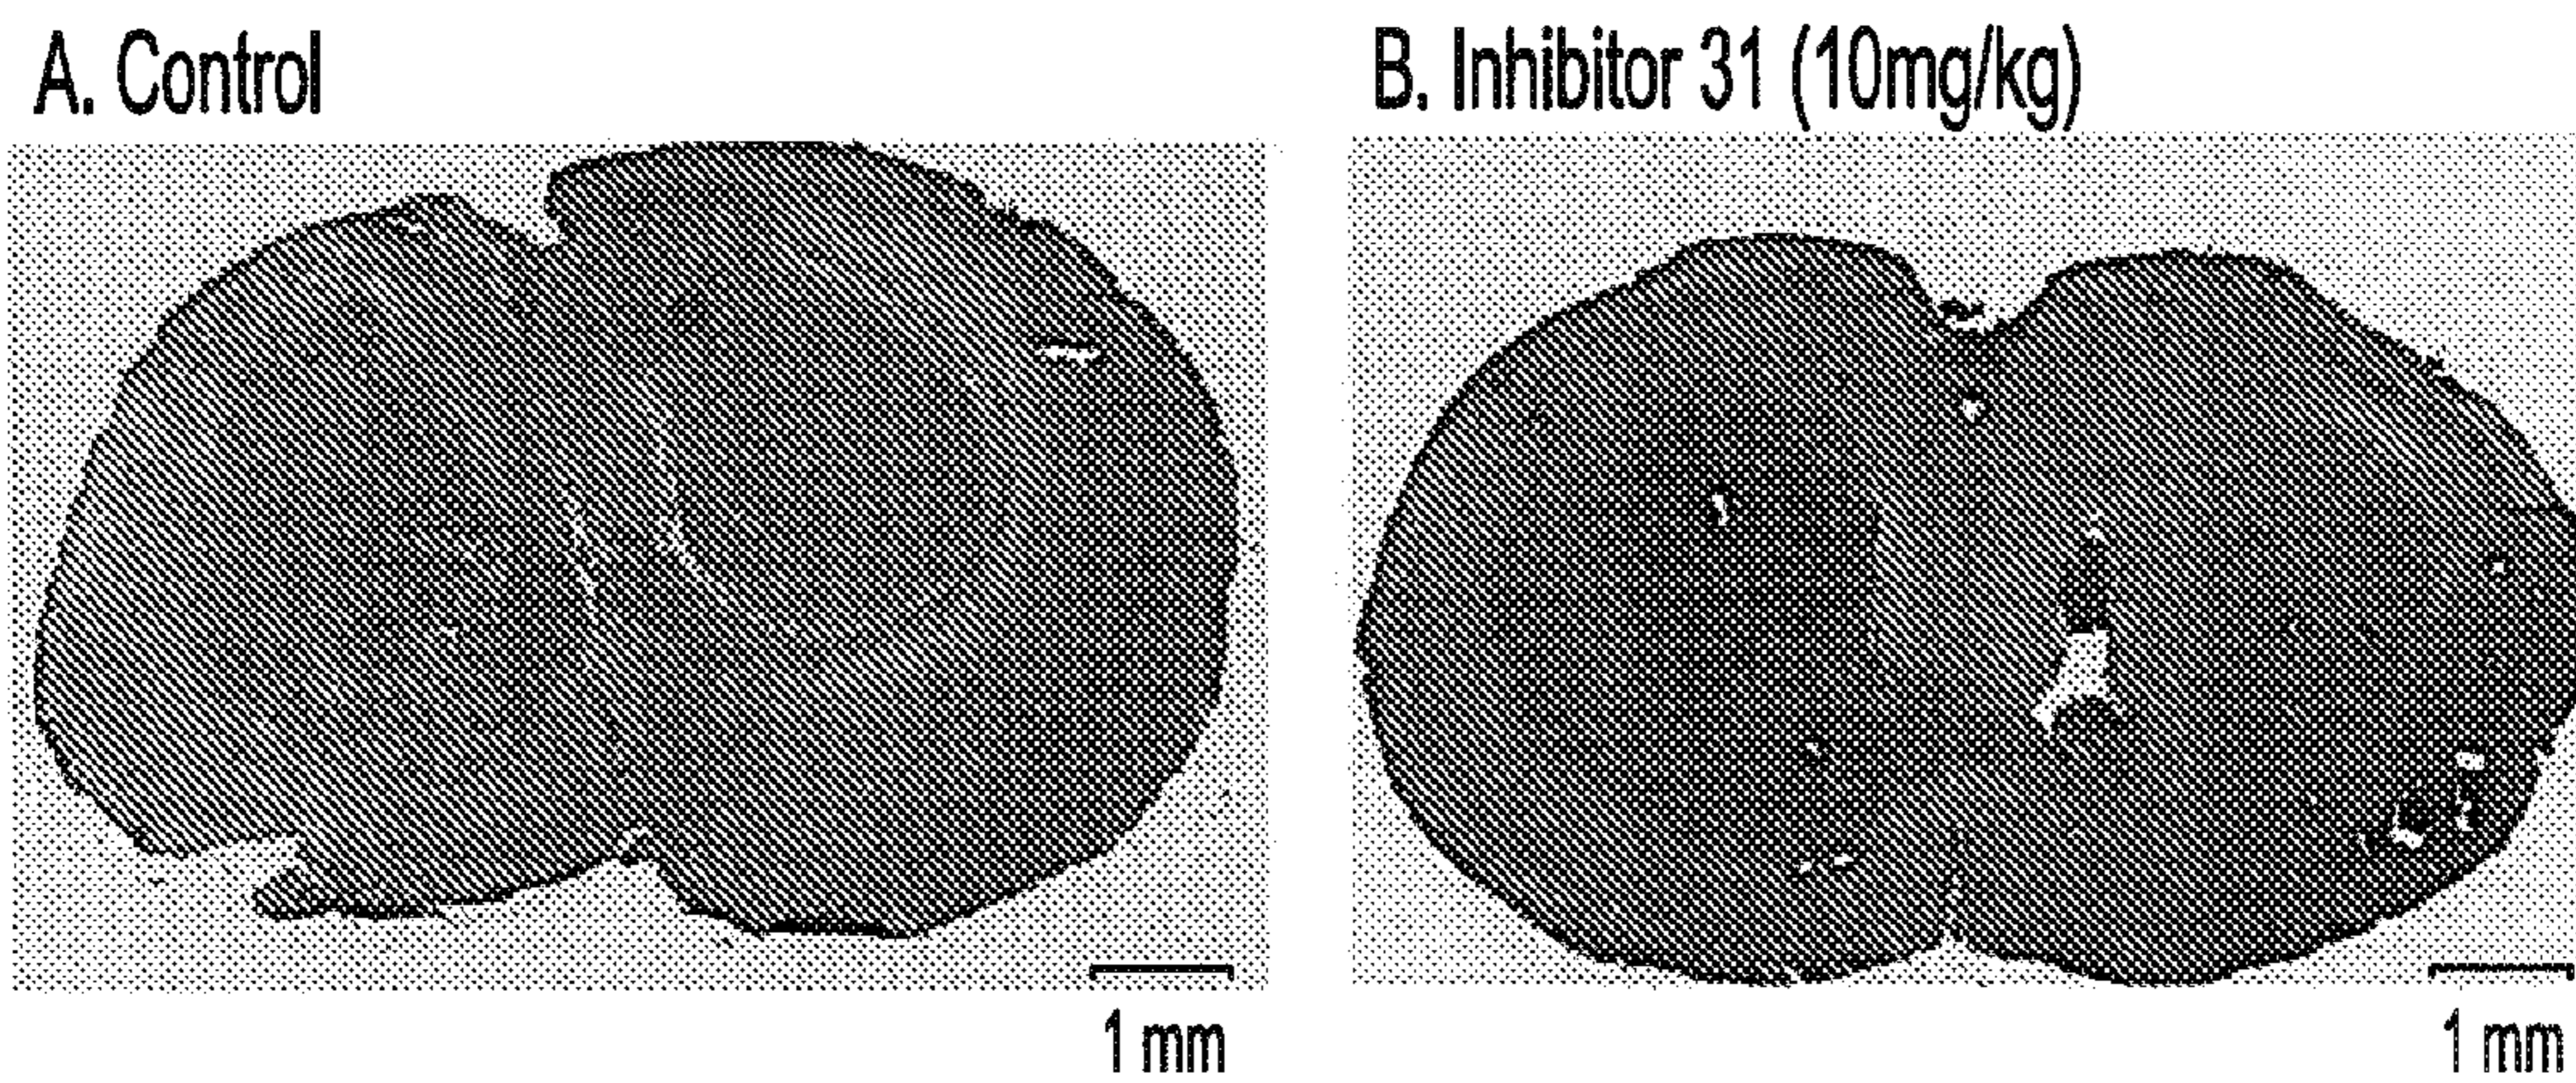 A. Control
B. Inhibitor 31 (10mg/kg)
1 mm
1 mm